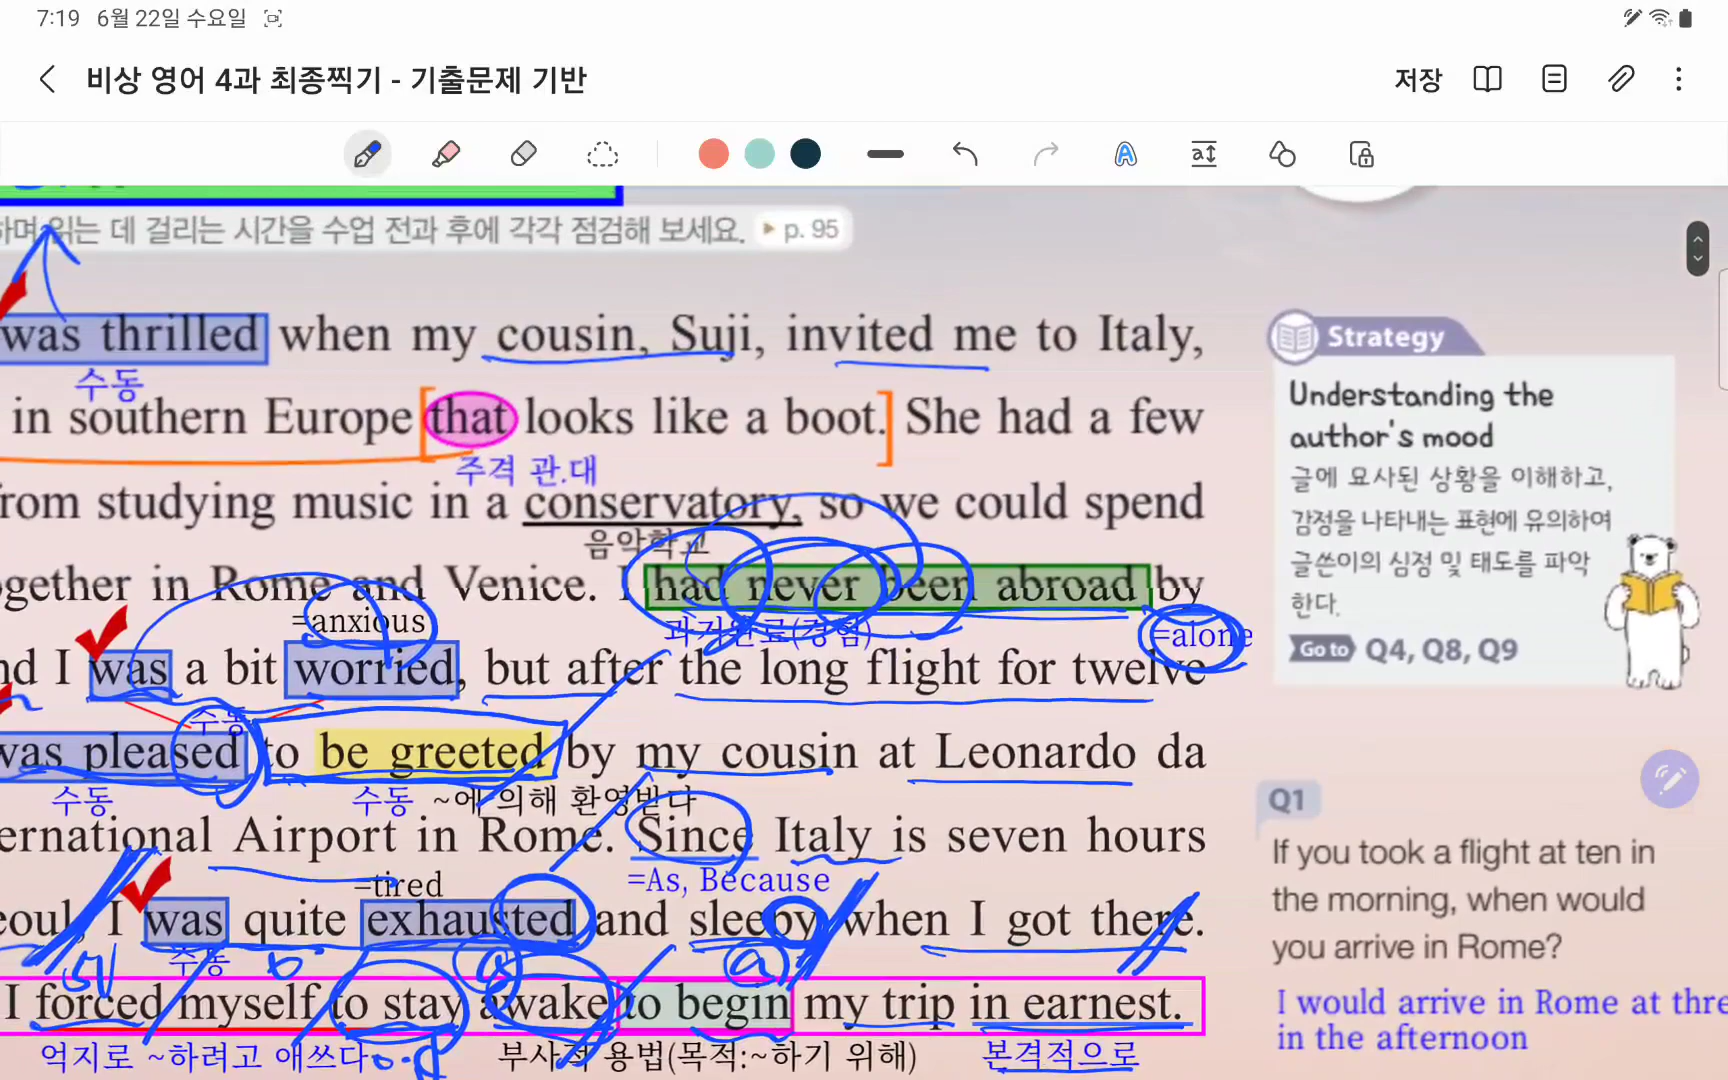 7:19 6월 22일 수요일
비상 영어 4과 최종찍기 - 기출문제 기반
저장
하며 읽는 데 걸리는 시간을 수업 전과 후에 각각 점검해 보세요. ▶ p. 95
was thrilled when my cousin, Suji, invited me to Italy,
수동
in southern Europe [that looks like a boot.] She had a few
주격 관.대
from studying music in a conservatory, so we could spend
음악학교
ogether in Rome and Venice. I had never been abroad by
=anxious
과거완료(경험)
=alone
nd I was a bit worried, but after the long flight for twelve
수동
was pleased to be greeted by my cousin at Leonardo da
수동
수동
~에 의해 환영받다
ernational Airport in Rome. Since Italy is seven hours
=tired
=As, Because
eoul, I was quite exhausted and sleepy when I got there.
수동
I forced myself to stay awake to begin my trip in earnest.
억지로 ~하려고 애쓰다
부사적 용법(목적:~하기 위해)
본격적으로
Strategy
Understanding the
author's mood
글에 묘사된 상황을 이해하고,
감정을 나타내는 표현에 유의하여
글쓴이의 심정 및 태도를 파악
한다.
Go to Q4, Q8, Q9
Q1
If you took a flight at ten in
the morning, when would
you arrive in Rome?
I would arrive in Rome at thre
in the afternoon